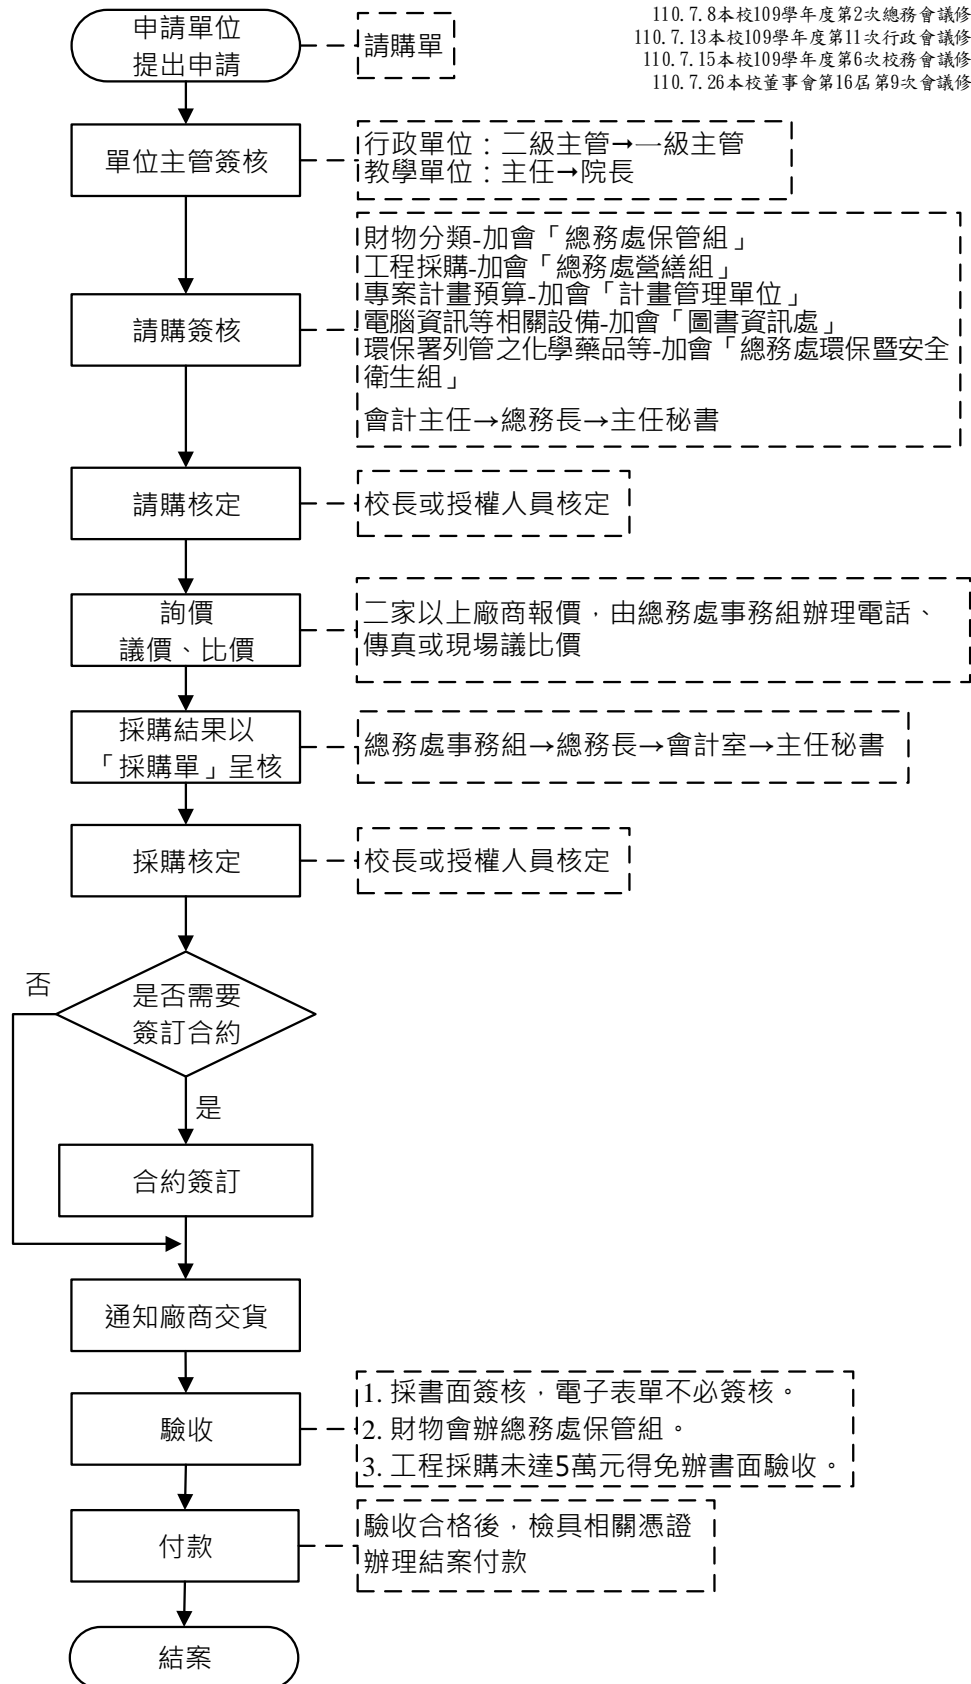 110.7.8本校109學年度第2次總務會議修
110.7.13本校109學年度第11次行政會議修
110.7.15本校109學年度第6次校務會議修
110.7.26本校董事會第16屆第9次會議修
申請單位
提出申請
請購單
單位主管簽核
行政單位：二級主管→一級主管
教學單位：主任→院長
請購簽核
財物分類-加會「總務處保管組」
工程採購-加會「總務處營繕組」
專案計畫預算-加會「計畫管理單位」
電腦資訊等相關設備-加會「圖書資訊處」
環保署列管之化學藥品等-加會「總務處環保暨安全
衛生組」
會計主任→總務長→主任秘書
請購核定
校長或授權人員核定
詢價
議價、比價
二家以上廠商報價，由總務處事務組辦理電話、
傳真或現場議比價
採購結果以
「採購單」呈核
總務處事務組→總務長→會計室→主任秘書
採購核定
校長或授權人員核定
是否需要
簽訂合約
否
是
合約簽訂
通知廠商交貨
驗收
1. 採書面簽核，電子表單不必簽核。
2. 財物會辦總務處保管組。
3. 工程採購未達5萬元得免辦書面驗收。
付款
驗收合格後，檢具相關憑證
辦理結案付款
結案